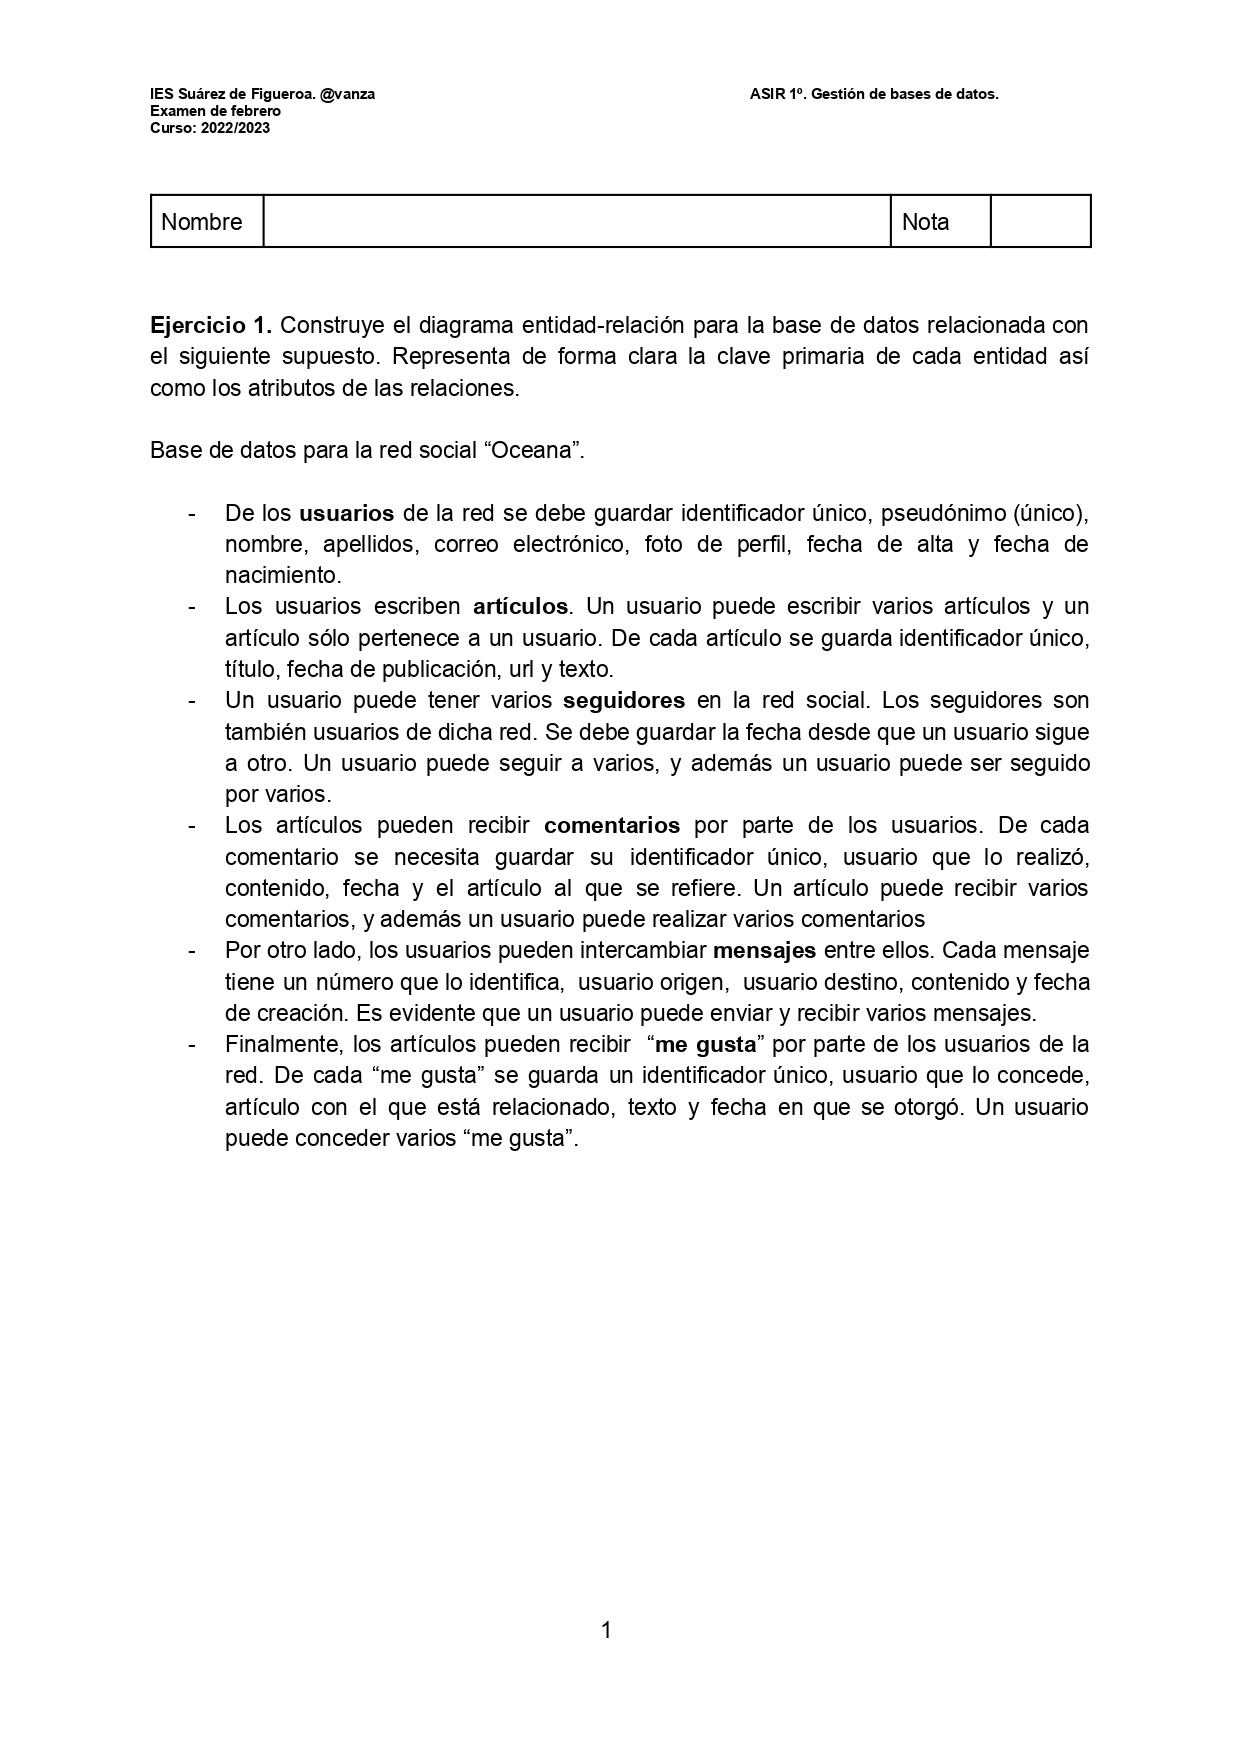 IES Suárez de Figueroa. @vanza ASIR 1º. Gestión de bases de datos.
Examen de febrero
Curso: 2022/2023
Nombre Nota
Ejercicio 1. Construye el diagrama entidad-relación para la base de datos relacionada con
el siguiente supuesto. Representa de forma clara la clave primaria de cada entidad así
como los atributos de las relaciones.
Base de datos para la red social “Oceana”.
- De los usuarios de la red se debe guardar identificador único, pseudónimo (único),
nombre, apellidos, correo electrónico, foto de perfil, fecha de alta y fecha de
nacimiento.
- Los usuarios escriben artículos. Un usuario puede escribir varios artículos y un
artículo sólo pertenece a un usuario. De cada artículo se guarda identificador único,
título, fecha de publicación, url y texto.
- Un usuario puede tener varios seguidores en la red social. Los seguidores son
también usuarios de dicha red. Se debe guardar la fecha desde que un usuario sigue
a otro. Un usuario puede seguir a varios, y además un usuario puede ser seguido
por varios.
- Los artículos pueden recibir comentarios por parte de los usuarios. De cada
comentario se necesita guardar su identificador único, usuario que lo realizó,
contenido, fecha y el artículo al que se refiere. Un artículo puede recibir varios
comentarios, y además un usuario puede realizar varios comentarios
- Por otro lado, los usuarios pueden intercambiar mensajes entre ellos. Cada mensaje
tiene un número que lo identifica, usuario origen, usuario destino, contenido y fecha
de creación. Es evidente que un usuario puede enviar y recibir varios mensajes.
- Finalmente, los artículos pueden recibir “me gusta” por parte de los usuarios de la
red. De cada “me gusta” se guarda un identificador único, usuario que lo concede,
artículo con el que está relacionado, texto y fecha en que se otorgó. Un usuario
puede conceder varios “me gusta”.
1